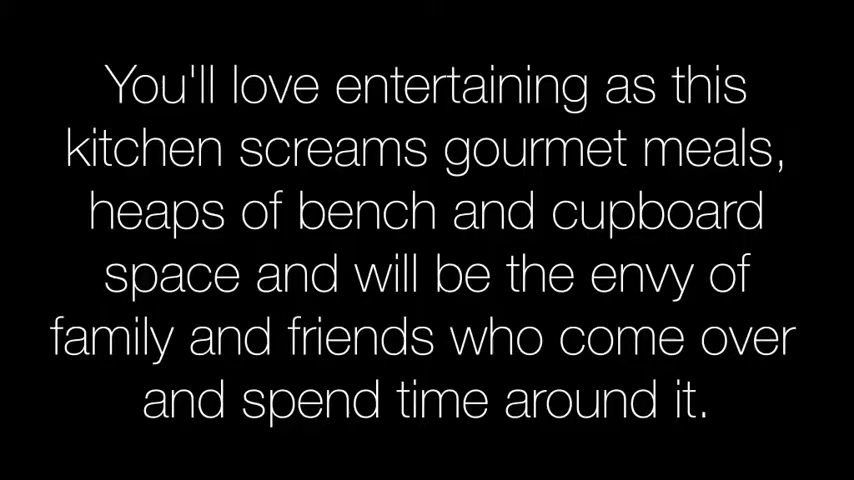 You'll love entertaining as this
kitchen screams gourmet meals,
heaps of bench and cupboard
space and will be the envy of
family and friends who come over
and spend time around it.